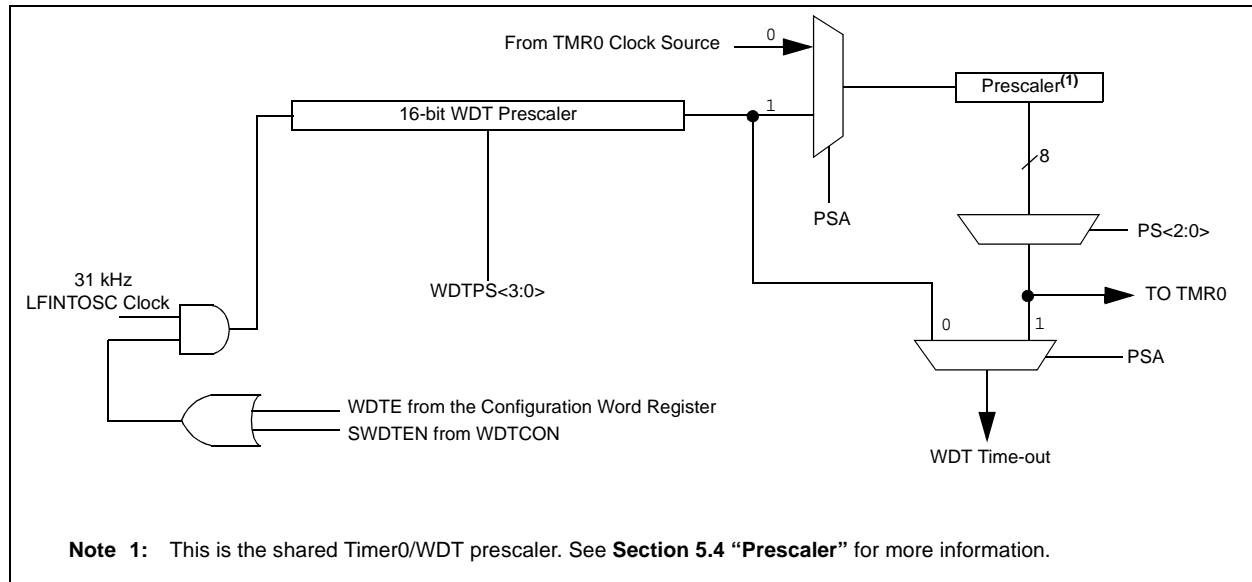 From TMR0 Clock Source
0
1
16-bit WDT Prescaler
Prescaler(1)
8
PSA
PS<2:0>
31 kHz
LFINTOSC Clock
WDTPS<3:0>
TO TMR0
0
1
PSA
WDTE from the Configuration Word Register
SWDTEN from WDTCON
WDT Time-out
Note 1: This is the shared Timer0/WDT prescaler. See Section 5.4 “Prescaler” for more information.